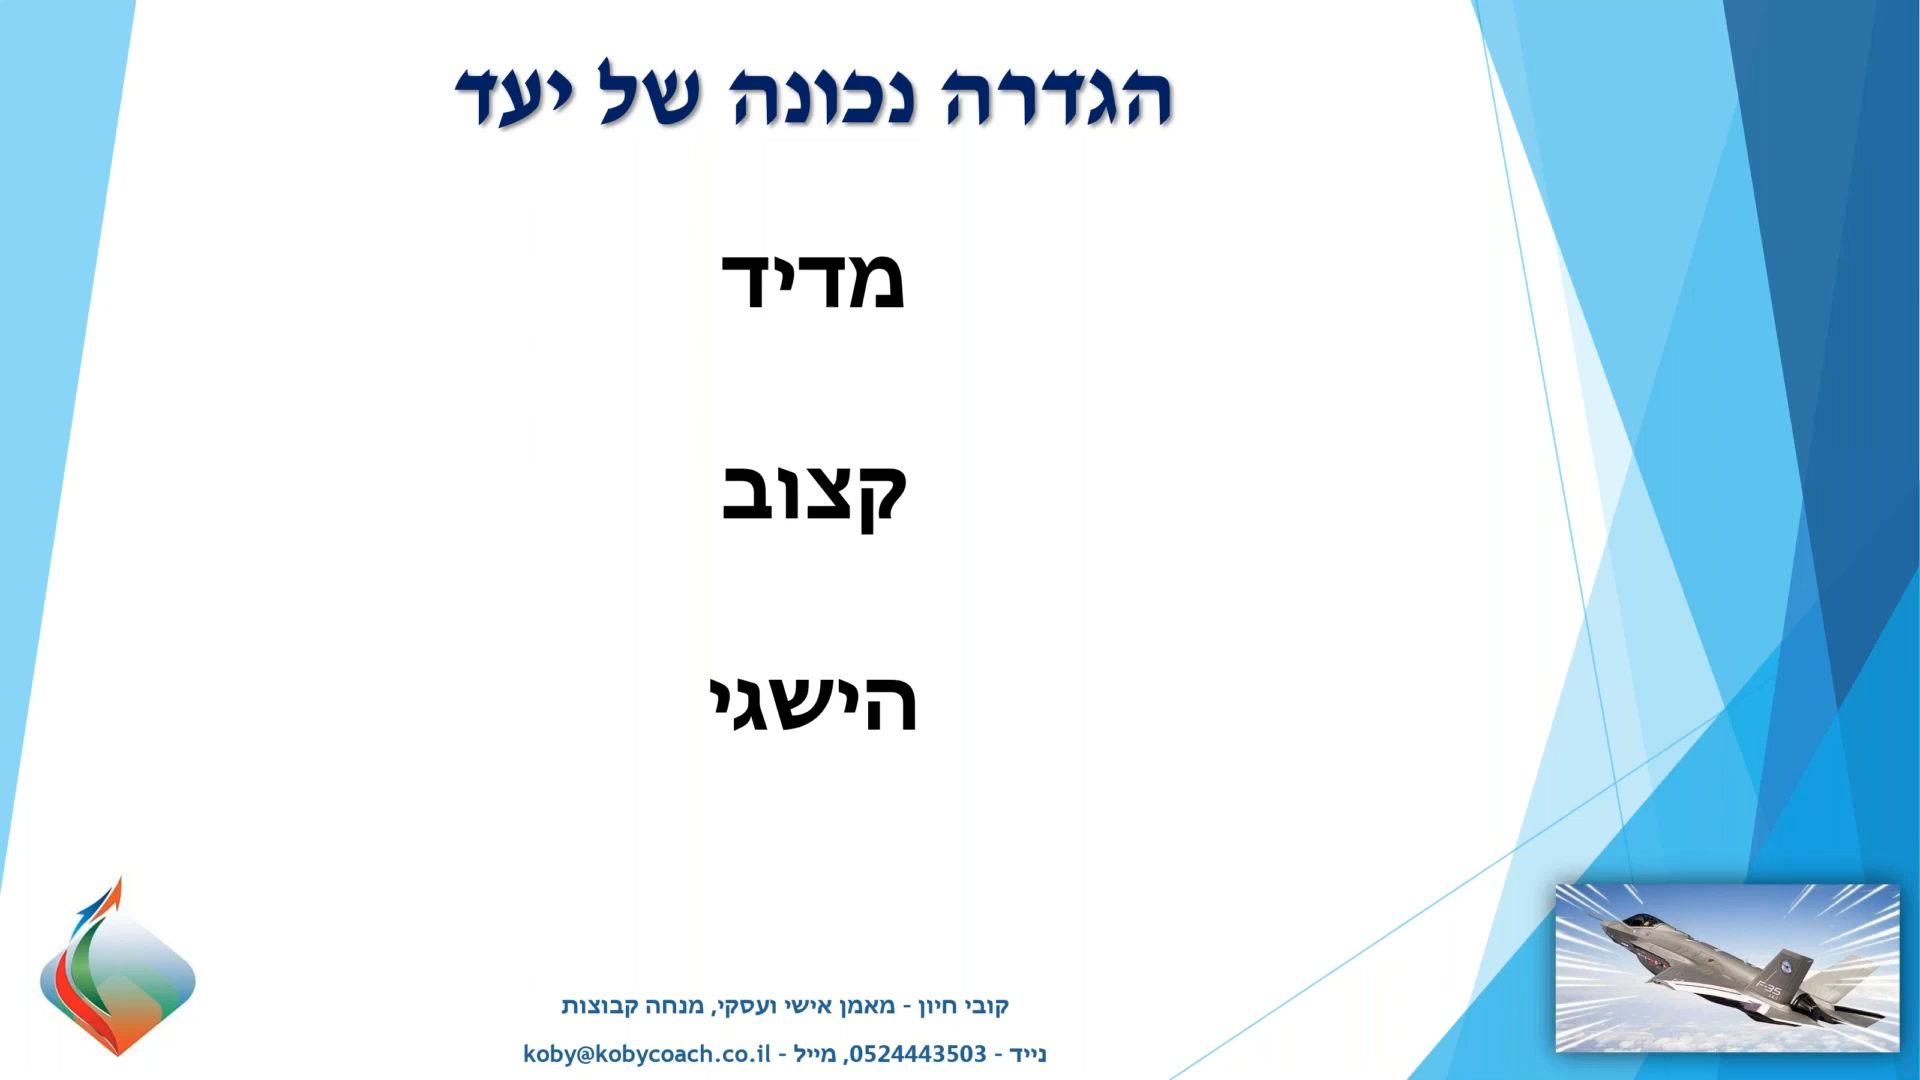 הגדרה נכונה של יעד
מדיד
קצוב
הישגי
קובי חיון - מאמן אישי ועסקי, מנחה קבוצות
נייד - 0524443503, מייל - koby@kobycoach.co.il
F-35